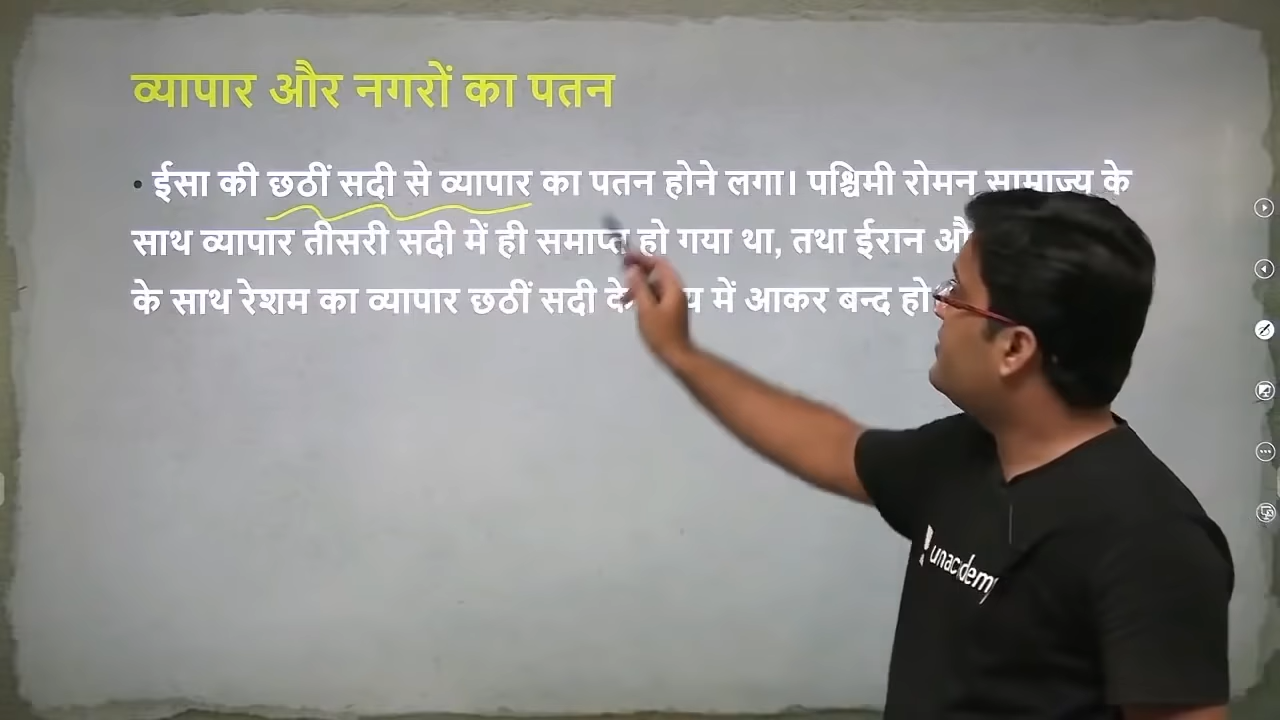 व्यापार और नगरों का पतन
• ईसा की छठीं सदी से व्यापार का पतन होने लगा। पश्चिमी रोमन सामाज्य के
साथ व्यापार तीसरी सदी में ही समाप्त हो गया था, तथा ईरान
के साथ रेशम का व्यापार छठीं सदी में आकर बन्द हो
unacademy